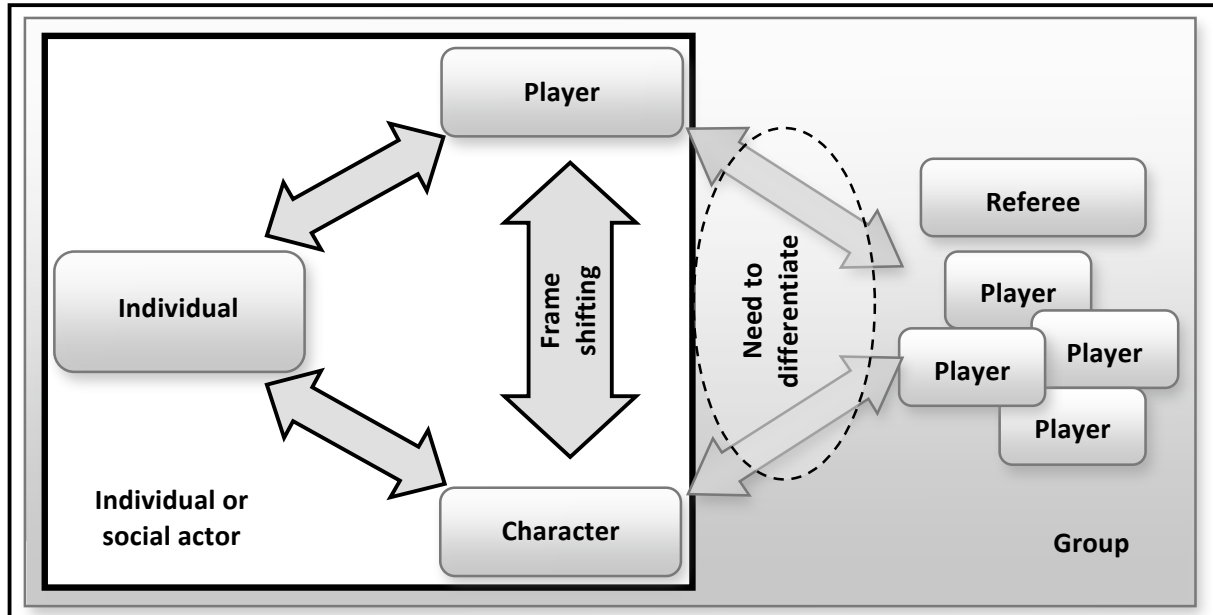 Player
Referee
Individual
Frame
shifting
Need to
differentiate
Player
Player
Player
Player
Individual or
social actor
Character
Group